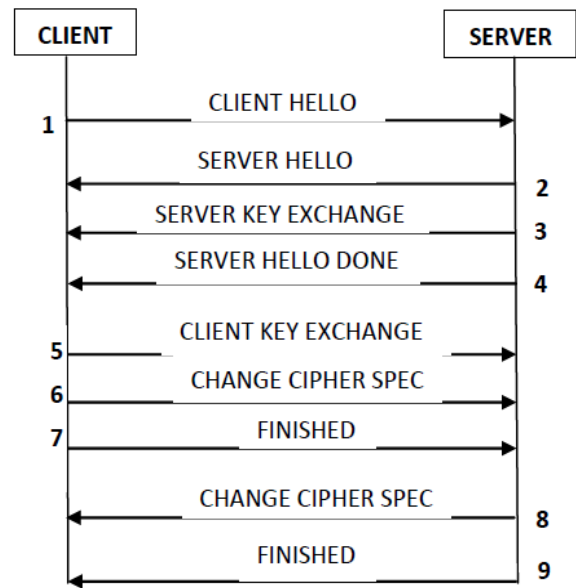 CLIENT
SERVER
CLIENT HELLO
1
SERVER HELLO
2
SERVER KEY EXCHANGE
3
SERVER HELLO DONE
4
CLIENT KEY EXCHANGE
5
CHANGE CIPHER SPEC
6
FINISHED
7
CHANGE CIPHER SPEC
8
FINISHED
9